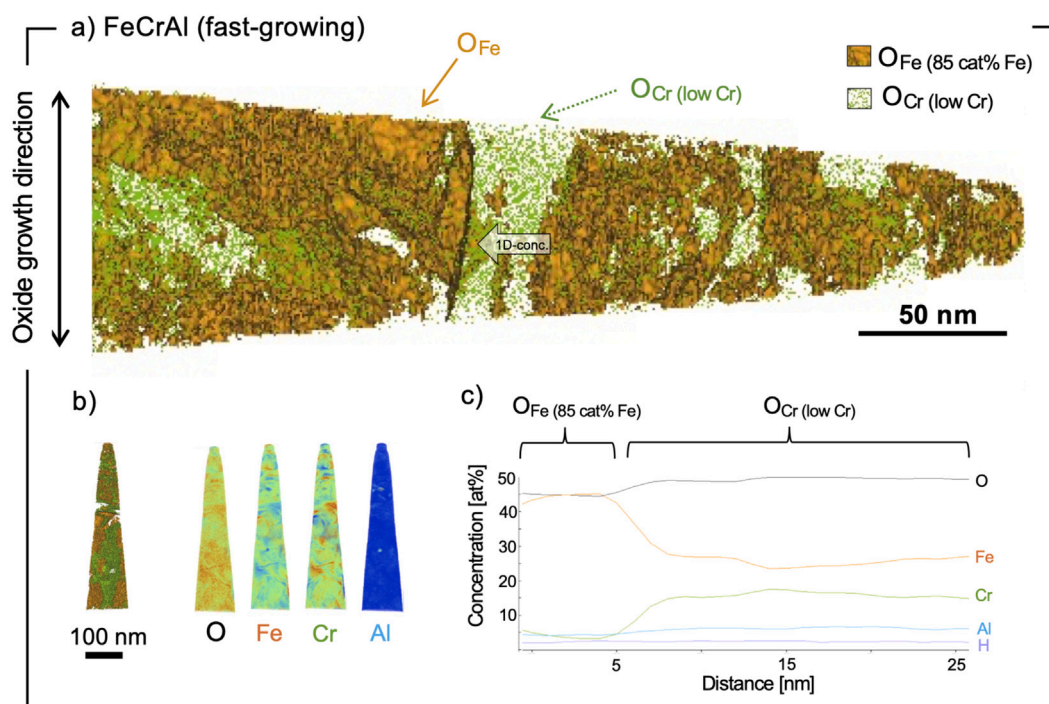 a) FeCrAl (fast-growing)
OFe
OCr (low Cr)
OFe (85 cat% Fe)
OCr (low Cr)
Oxide growth direction
1D-conc.
50 nm
b)
100 nm
O Fe Cr Al
c)
OFe (85 cat% Fe)
OCr (low Cr)
Concentration [at%]
50
40
30
20
10
O
Fe
Cr
Al
H
5 15 25
Distance [nm]